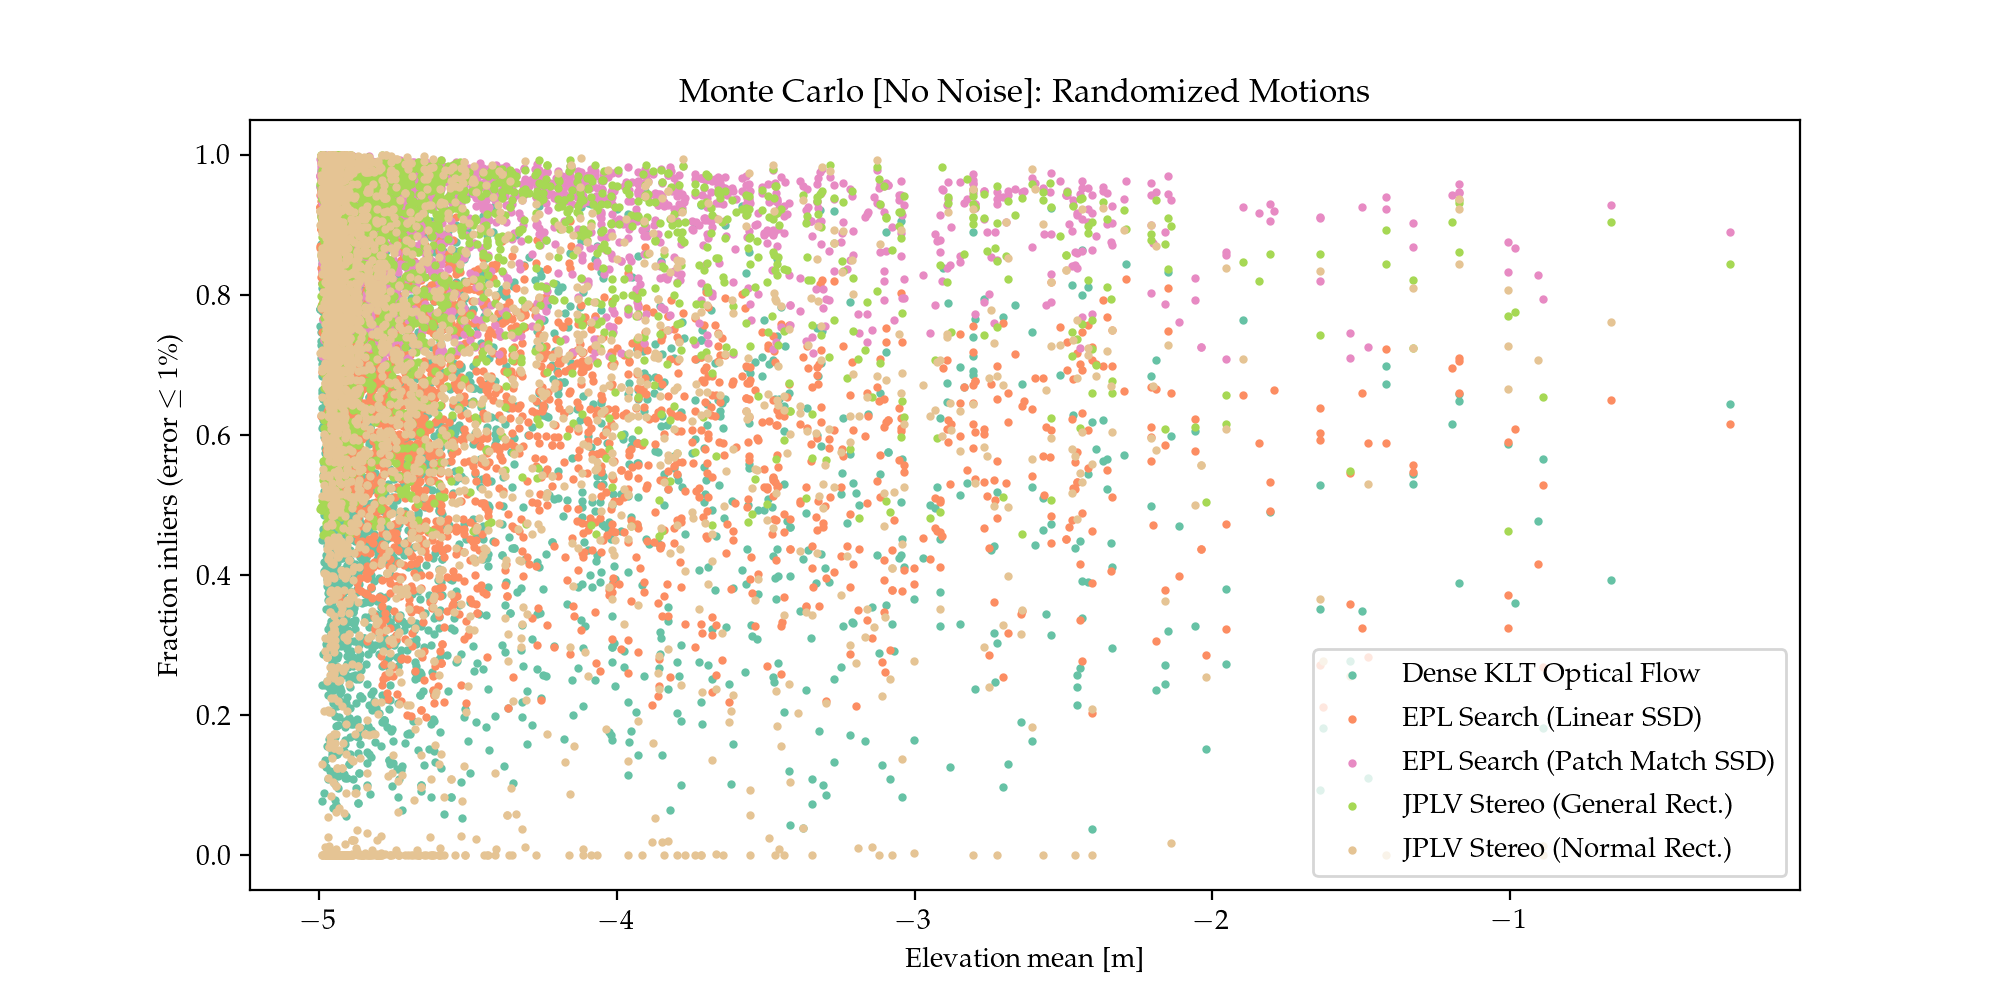 Monte Carlo [No Noise]: Randomized Motions
Fraction inliers (error ≤ 1%)
1.0
0.8
0.6
0.4
0.2
0.0
Dense KLT Optical Flow
EPL Search (Linear SSD)
EPL Search (Patch Match SSD)
JPLV Stereo (General Rect.)
JPLV Stereo (Normal Rect.)
−5 −4 −3 −2 −1
Elevation mean [m]